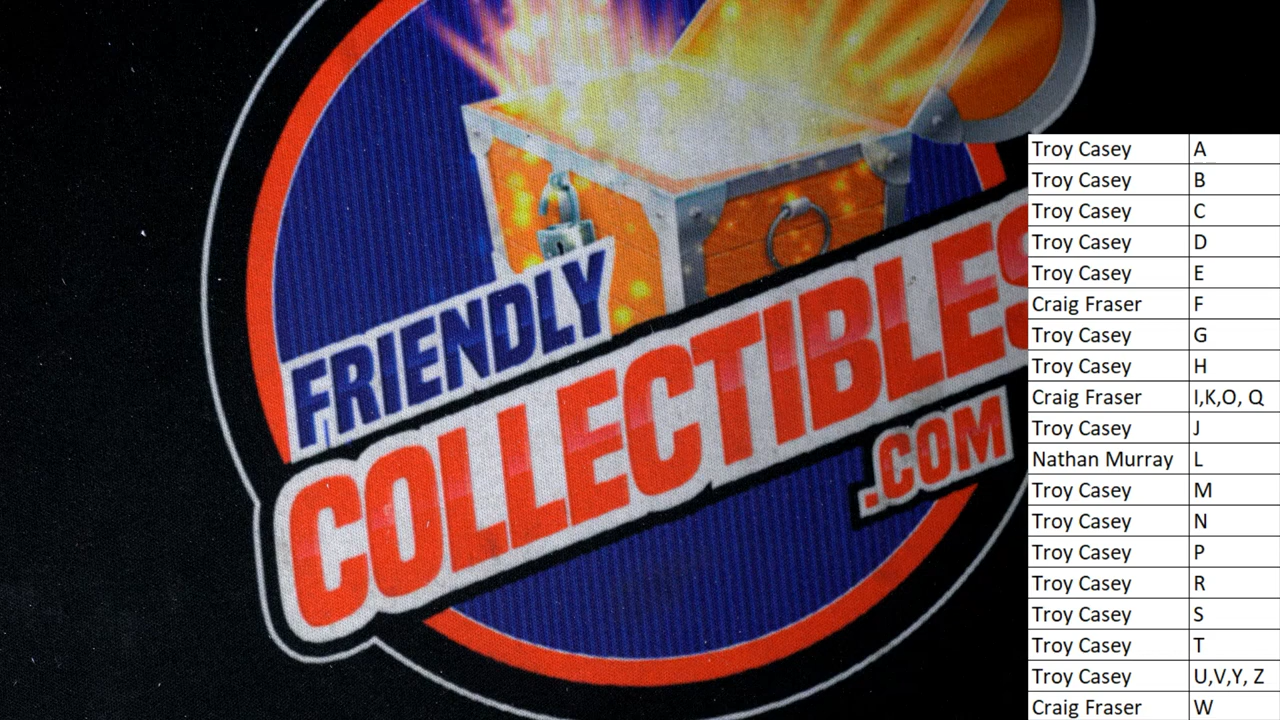 FRIENDLY
COLLECTIBLES
.COM
Troy Casey A
Troy Casey B
Troy Casey C
Troy Casey D
Troy Casey E
Craig Fraser F
Troy Casey G
Troy Casey H
Craig Fraser I,K,O, Q
Troy Casey J
Nathan Murray L
Troy Casey M
Troy Casey N
Troy Casey P
Troy Casey R
Troy Casey S
Troy Casey T
Troy Casey U,V,Y, Z
Craig Fraser W